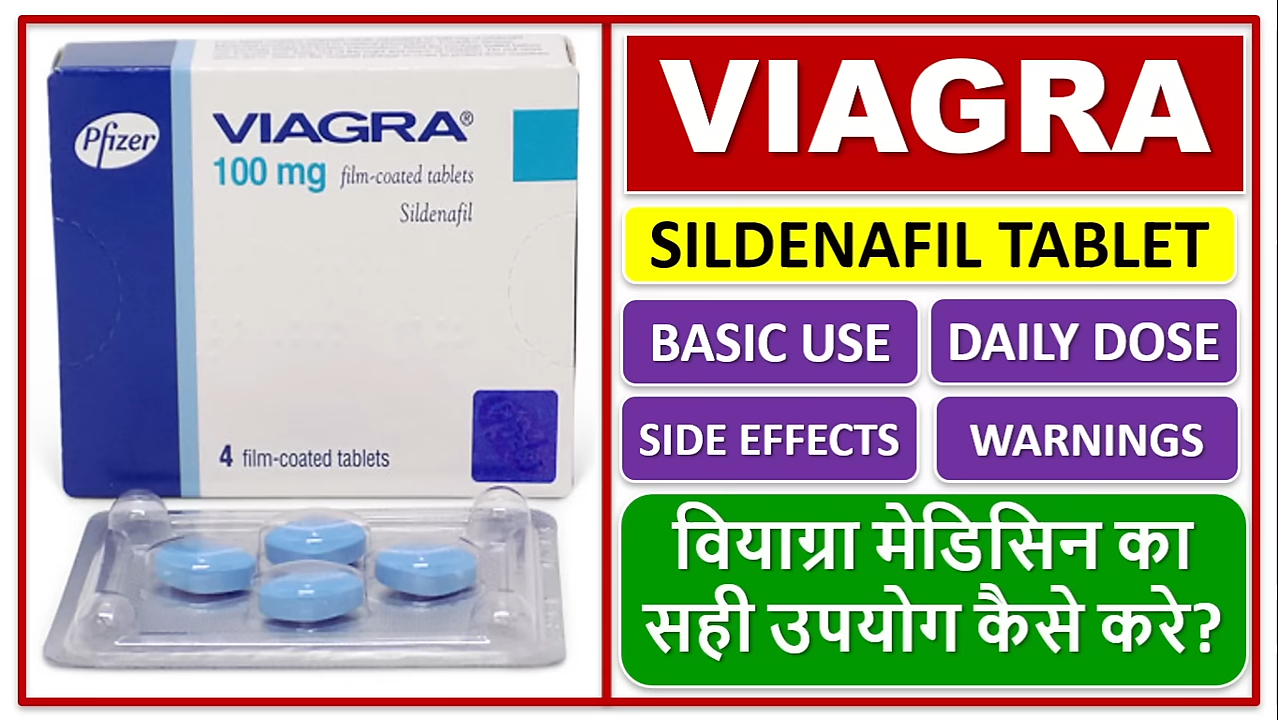 Pfizer
VIAGRA®
100 mg film-coated tablets
Sildenafil
4 film-coated tablets
VIAGRA
SILDENAFIL TABLET
BASIC USE
DAILY DOSE
SIDE EFFECTS
WARNINGS
वियाग्रा मेडिसिन का
सही उपयोग कैसे करे?